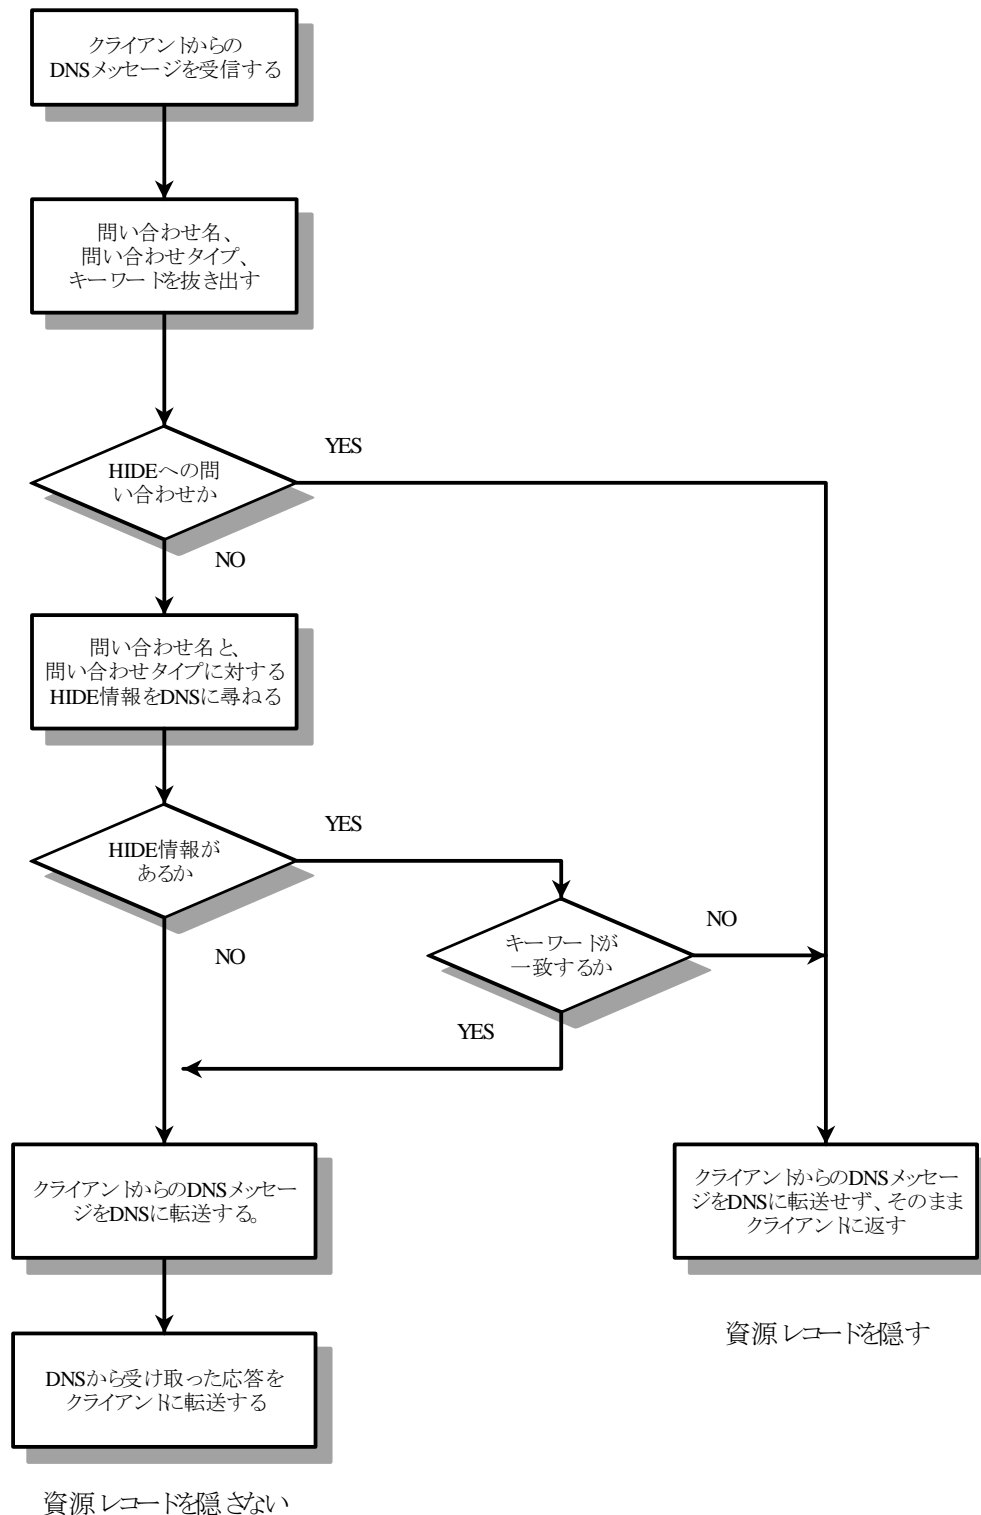 クライアントからの
DNSメッセージを受信する
問い合わせ名、
問い合わせタイプ、
キーワードを抜き出す
HIDEへの問
い合わせか
YES
NO
問い合わせ名と、
問い合わせタイプに対する
HIDE情報をDNSに尋ねる
HIDE情報が
あるか
YES
NO
キーワードが
一致するか
NO
YES
クライアントからのDNSメッセー
ジをDNSに転送する。
クライアントからのDNSメッセー
ジをDNSに転送せず、そのまま
クライアントに返す
資源レコードを隠す
DNSから受け取った応答を
クライアントに転送する
資源レコードを隠さない